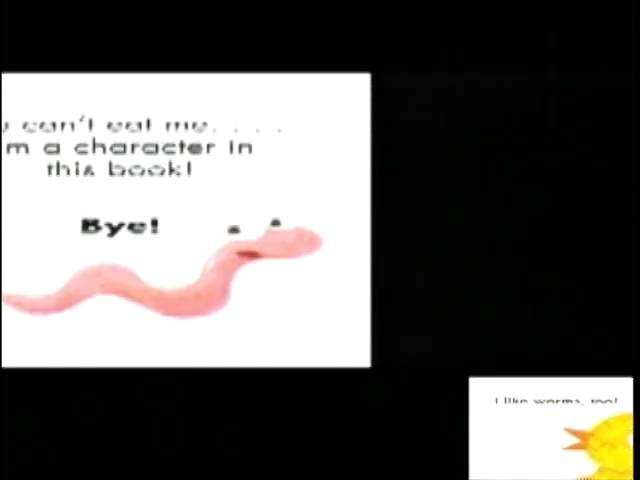 can't eat me. . . .
m a character in
this book!
Bye!
I like worms, too!